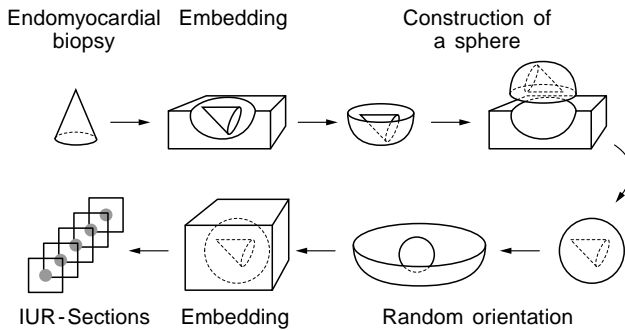 Endomyocardial
biopsy
Embedding
Construction of
a sphere
IUR-Sections
Embedding
Random orientation